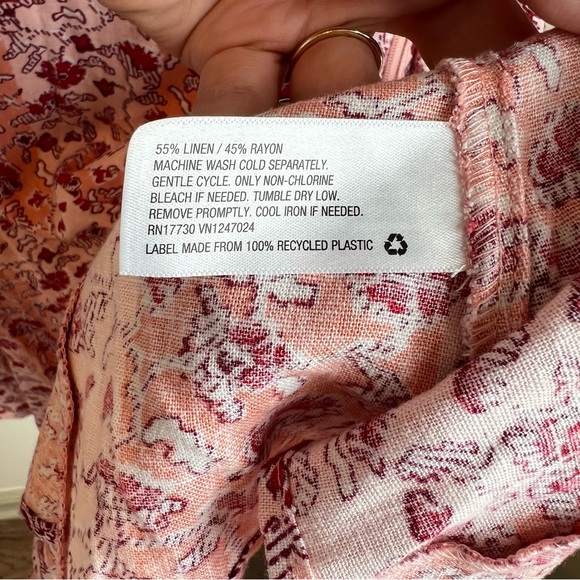 55% LINEN / 45% RAYON
MACHINE WASH COLD SEPARATELY.
GENTLE CYCLE. ONLY NON-CHLORINE
BLEACH IF NEEDED. TUMBLE DRY LOW.
REMOVE PROMPTLY. COOL IRON IF NEEDED.
RN17730 VN1247024
LABEL MADE FROM 100% RECYCLED PLASTIC